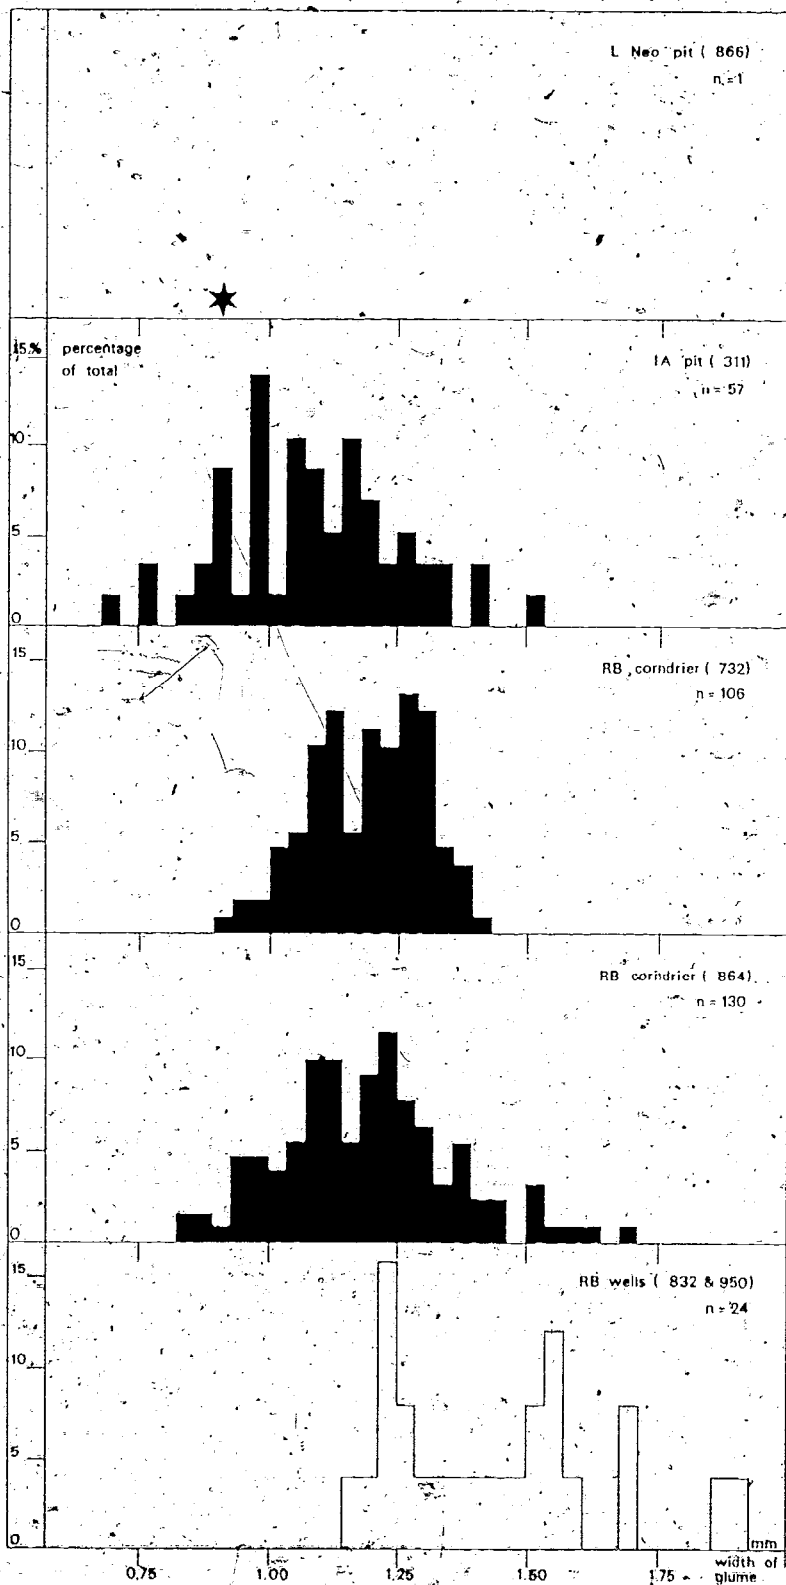 L Neo pit ( 866)
n = 1
15% percentage
of total
IA pit ( 311)
n = 57
10
5
0
15
RB corndrier ( 732)
n = 106
10
5
0
15
RB corndrier ( 864)
n = 130
10
5
0
15
RB wells ( 832 & 950)
n = 24
10
5
0
mm
0.75 1.00 1.25 1.50 1.75 width of
glume